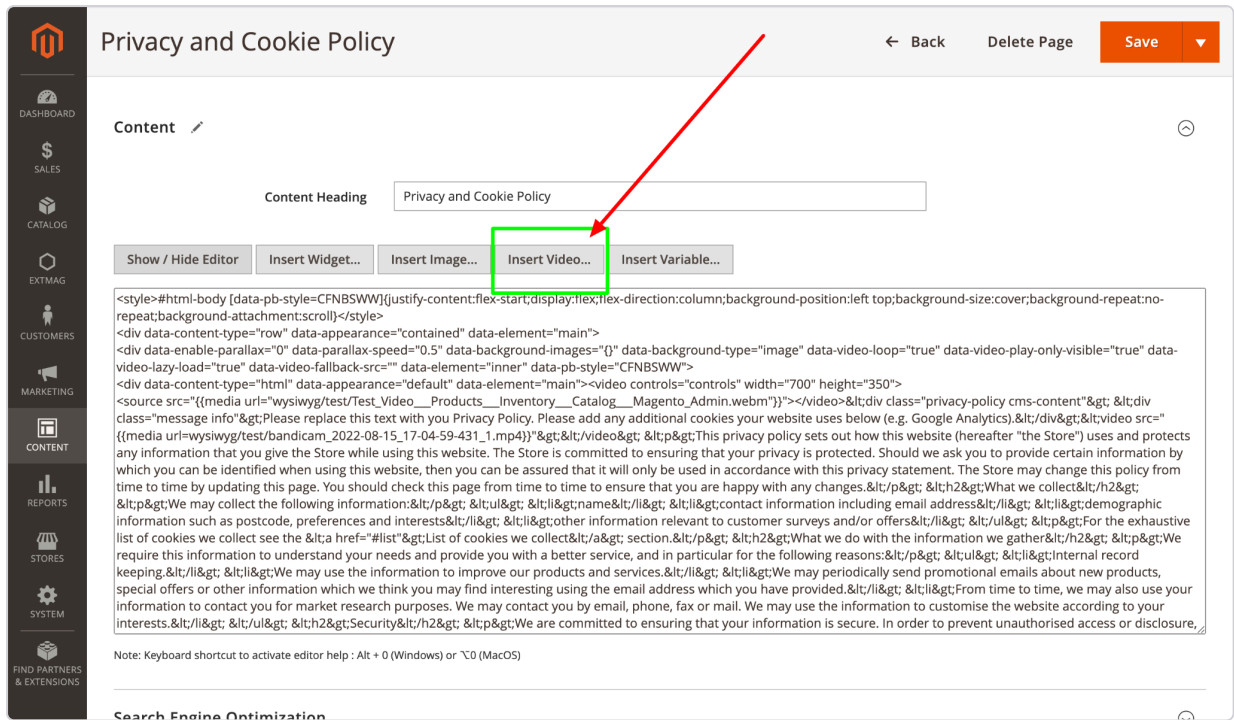 Privacy and Cookie Policy
← Back
Delete Page
Save
DASHBOARD
SALES
CATALOG
EXTMAG
CUSTOMERS
MARKETING
CONTENT
REPORTS
STORES
SYSTEM
FIND PARTNERS
& EXTENSIONS
Content
Content Heading
Privacy and Cookie Policy
Show / Hide Editor
Insert Widget...
Insert Image...
Insert Video...
Insert Variable...
<style>#html-body [data-pb-style=CFNBSWW]{justify-content:flex-start;display:flex;flex-direction:column;background-position:left top;background-size:cover;background-repeat:no-
repeat;background-attachment:scroll}</style>
<div data-content-type="row" data-appearance="contained" data-element="main">
<div data-enable-parallax="0" data-parallax-speed="0.5" data-background-images="{}" data-background-type="image" data-video-loop="true" data-video-play-only-visible="true" data-
video-lazy-load="true" data-video-fallback-src="" data-element="inner" data-pb-style="CFNBSWW">
<div data-content-type="html" data-appearance="default" data-element="main"><video controls="controls" width="700" height="350">
<source src="{{media url="wysiwyg/test/Test_Video___Products___Inventory___Catalog___Magento_Admin.webm"}}"></video>&lt;div class="privacy-policy cms-content"&gt; &lt;div
class="message info"&gt;Please replace this text with you Privacy Policy. Please add any additional cookies your website uses below (e.g. Google Analytics).&lt;/div&gt;&lt;video src="
{{media url=wysiwyg/test/bandicam_2022-08-15_17-04-59-431_1.mp4}}"&gt;&lt;/video&gt; &lt;p&gt;This privacy policy sets out how this website (hereafter "the Store") uses and protects
any information that you give the Store while using this website. The Store is committed to ensuring that your privacy is protected. Should we ask you to provide certain information by
which you can be identified when using this website, then you can be assured that it will only be used in accordance with this privacy statement. The Store may change this policy from
time to time by updating this page. You should check this page from time to time to ensure that you are happy with any changes.&lt;/p&gt; &lt;h2&gt;What we collect&lt;/h2&gt;
&lt;p&gt;We may collect the following information:&lt;/p&gt; &lt;ul&gt; &lt;li&gt;name&lt;/li&gt; &lt;li&gt;contact information including email address&lt;/li&gt; &lt;li&gt;demographic
information such as postcode, preferences and interests&lt;/li&gt; &lt;li&gt;other information relevant to customer surveys and/or offers&lt;/li&gt; &lt;/ul&gt; &lt;p&gt;For the exhaustive
list of cookies we collect see the &lt;a href="#list"&gt;List of cookies we collect&lt;/a&gt; section.&lt;/p&gt; &lt;h2&gt;What we do with the information we gather&lt;/h2&gt; &lt;p&gt;We
require this information to understand your needs and provide you with a better service, and in particular for the following reasons:&lt;/p&gt; &lt;ul&gt; &lt;li&gt;Internal record
keeping.&lt;/li&gt; &lt;li&gt;We may use the information to improve our products and services.&lt;/li&gt; &lt;li&gt;We may periodically send promotional emails about new products,
special offers or other information which we think you may find interesting using the email address which you have provided.&lt;/li&gt; &lt;li&gt;From time to time, we may also use your
information to contact you for market research purposes. We may contact you by email, phone, fax or mail. We may use the information to customise the website according to your
interests.&lt;/li&gt; &lt;/ul&gt; &lt;h2&gt;Security&lt;/h2&gt; &lt;p&gt;We are committed to ensuring that your information is secure. In order to prevent unauthorised access or disclosure,
Note: Keyboard shortcut to activate editor help : Alt + 0 (Windows) or ⌥0 (MacOS)
Search Engine Optimization